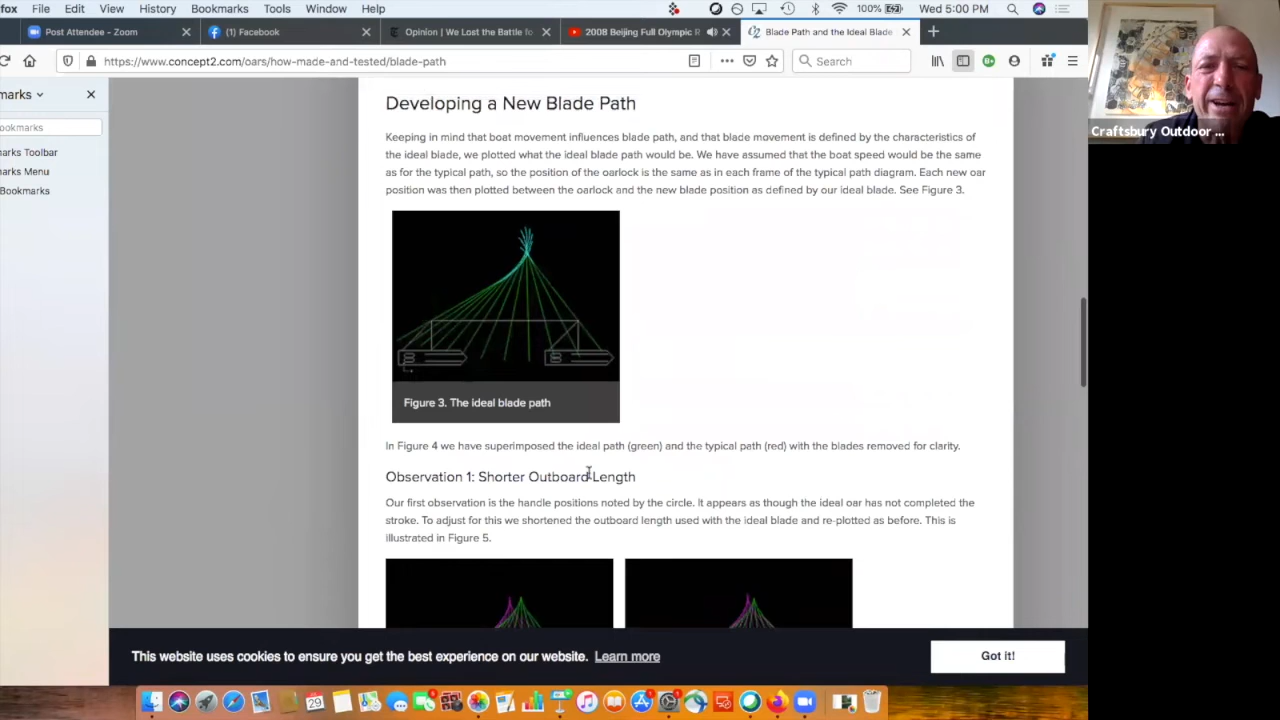 fox File Edit View History Bookmarks Tools Window Help 100% Wed 5:00 PM
Post Attendee - Zoom
(1) Facebook
Opinion | We Lost the Battle fo
2008 Beijing Full Olympic R
Blade Path and the Ideal Blade
https://www.concept2.com/oars/how-made-and-tested/blade-path
Search
marks
ookmarks
marks Toolbar
marks Menu
Bookmarks
Developing a New Blade Path
Keeping in mind that boat movement influences blade path, and that blade movement is defined by the characteristics of
the ideal blade, we plotted what the ideal blade path would be. We have assumed that the boat speed would be the same
as for the typical path, so the position of the oarlock is the same as in each frame of the typical path diagram. Each new oar
position was then plotted between the oarlock and the new blade position as defined by our ideal blade. See Figure 3.
Figure 3. The ideal blade path
In Figure 4 we have superimposed the ideal path (green) and the typical path (red) with the blades removed for clarity.
Observation 1: Shorter Outboard Length
Our first observation is the handle positions noted by the circle. It appears as though the ideal oar has not completed the
stroke. To adjust for this we shortened the outboard length used with the ideal blade and re-plotted as before. This is
illustrated in Figure 5.
This website uses cookies to ensure you get the best experience on our website. Learn more
Got it!
Craftsbury Outdoor ...
29